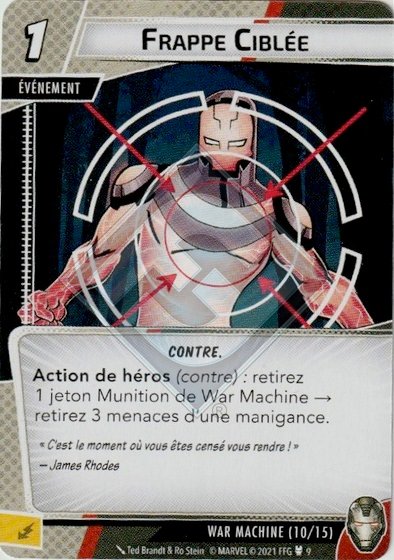 1
FRAPPE CIBLÉE
ÉVÉNEMENT
CONTRE.
Action de héros (contre) : retirez
1 jeton Munition de War Machine →
retirez 3 menaces d'une manigance.
« C'est le moment où vous êtes censé vous rendre ! »
— James Rhodes
WAR MACHINE (10/15)
Ted Brandt & Ro Stein © MARVEL © 2021 FFG 9